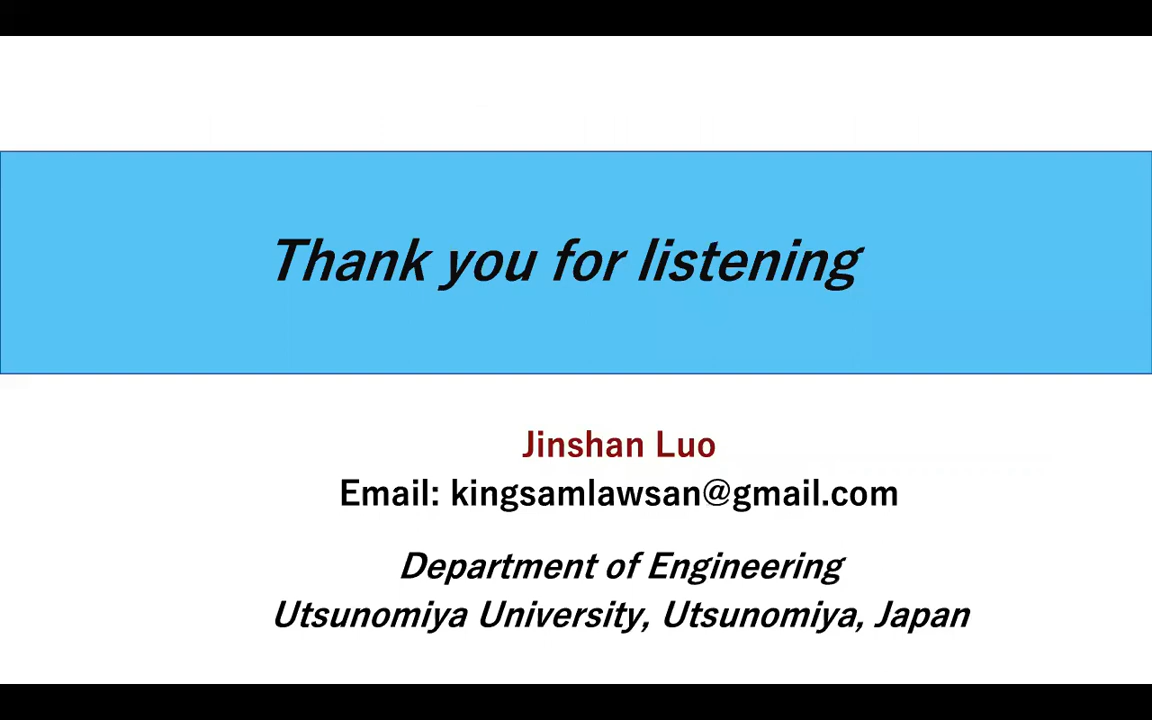 Thank you for listening
Jinshan Luo
Email: kingsamlawsan@gmail.com
Department of Engineering
Utsunomiya University, Utsunomiya, Japan